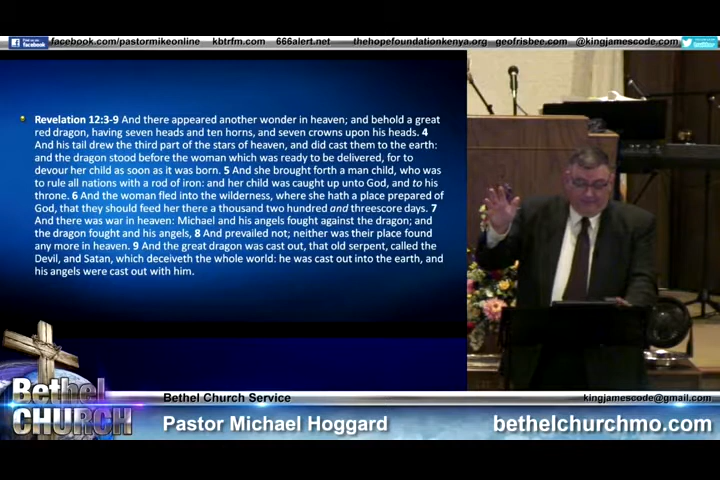 Find us on facebook facebook.com/pastormikeonline kbtrfm.com 666alert.net thehopefoundationkenya.org geofrisbee.com @kingjamescode.com twitter
Revelation 12:3-9 And there appeared another wonder in heaven; and behold a great
red dragon, having seven heads and ten horns, and seven crowns upon his heads. 4
And his tail drew the third part of the stars of heaven, and did cast them to the earth:
and the dragon stood before the woman which was ready to be delivered, for to
devour her child as soon as it was born. 5 And she brought forth a man child, who was
to rule all nations with a rod of iron: and her child was caught up unto God, and to his
throne. 6 And the woman fled into the wilderness, where she hath a place prepared of
God, that they should feed her there a thousand two hundred and threescore days. 7
And there was war in heaven: Michael and his angels fought against the dragon; and
the dragon fought and his angels, 8 And prevailed not; neither was their place found
any more in heaven. 9 And the great dragon was cast out, that old serpent, called the
Devil, and Satan, which deceiveth the whole world: he was cast out into the earth, and
his angels were cast out with him.
Bethel
CHURCH
Bethel Church Service kingjamescode@gmail.com
Pastor Michael Hoggard bethelchurchmo.com